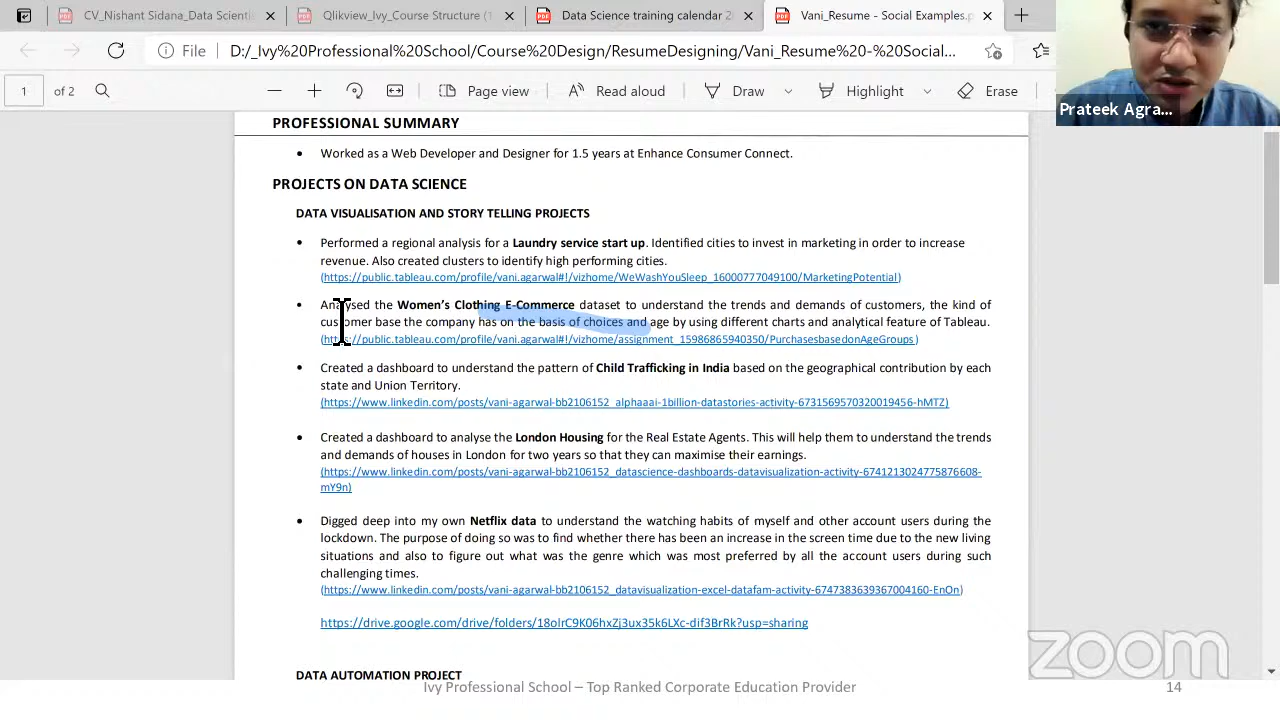 CV_Nishant Sidana_Data Scientis
Qlikview_Ivy_Course Structure (1
Data Science training calendar 2
Vani_Resume - Social Examples.p
File
D:/_Ivy%20Professional%20School/Course%20Design/ResumeDesigning/Vani_Resume%20-%20Social...
1
of 2
Page view
Read aloud
Draw
Highlight
Erase
Prateek Agra...
PROFESSIONAL SUMMARY
• Worked as a Web Developer and Designer for 1.5 years at Enhance Consumer Connect.
PROJECTS ON DATA SCIENCE
DATA VISUALISATION AND STORY TELLING PROJECTS
• Performed a regional analysis for a Laundry service start up. Identified cities to invest in marketing in order to increase
revenue. Also created clusters to identify high performing cities.
(https://public.tableau.com/profile/vani.agarwal#!/vizhome/WeWashYouSleep_16000777049100/MarketingPotential)
• Analysed the Women's Clothing E-Commerce dataset to understand the trends and demands of customers, the kind of
customer base the company has on the basis of choices and age by using different charts and analytical feature of Tableau.
(https://public.tableau.com/profile/vani.agarwal#!/vizhome/assignment_15986865940350/PurchasesbasedonAgeGroups)
• Created a dashboard to understand the pattern of Child Trafficking in India based on the geographical contribution by each
state and Union Territory.
(https://www.linkedin.com/posts/vani-agarwal-bb2106152_alphaaai-1billion-datastories-activity-6731569570320019456-hMTZ)
• Created a dashboard to analyse the London Housing for the Real Estate Agents. This will help them to understand the trends
and demands of houses in London for two years so that they can maximise their earnings.
(https://www.linkedin.com/posts/vani-agarwal-bb2106152_datascience-dashboards-datavisualization-activity-6741213024775876608-
mY9n)
• Digged deep into my own Netflix data to understand the watching habits of myself and other account users during the
lockdown. The purpose of doing so was to find whether there has been an increase in the screen time due to the new living
situations and also to figure out what was the genre which was most preferred by all the account users during such
challenging times.
(https://www.linkedin.com/posts/vani-agarwal-bb2106152_datavisualization-excel-datafam-activity-6747383639367004160-EnOn)
https://drive.google.com/drive/folders/18olrC9K06hxZj3ux35k6LXc-dif3BrRk?usp=sharing
DATA AUTOMATION PROJECT
Ivy Professional School – Top Ranked Corporate Education Provider
14
zoom